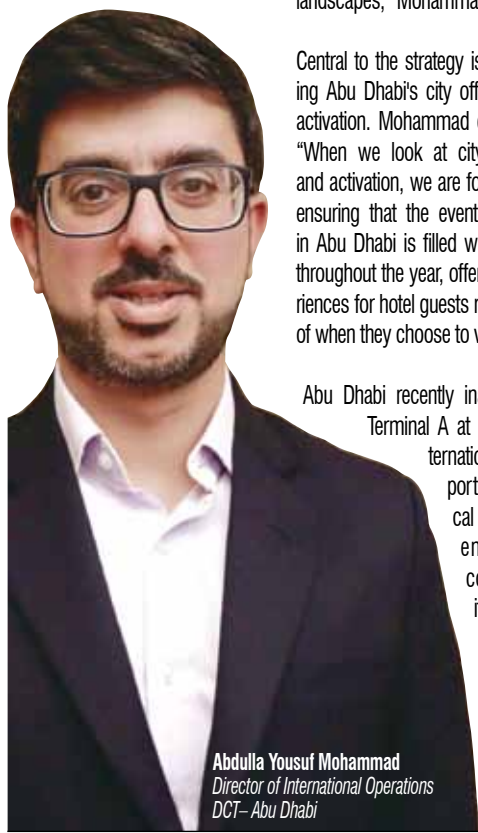 landscapes," Mohamma
Central to the strategy is
ing Abu Dhabi's city off
activation. Mohammad
"When we look at city
and activation, we are fo
ensuring that the event
in Abu Dhabi is filled w
throughout the year, offer
riences for hotel guests r
of when they choose to v
Abu Dhabi recently in
Terminal A at
ternatio
port
cal
en
ce
i
Abdulla Yousuf Mohammad
Director of International Operations
DCT– Abu Dhabi